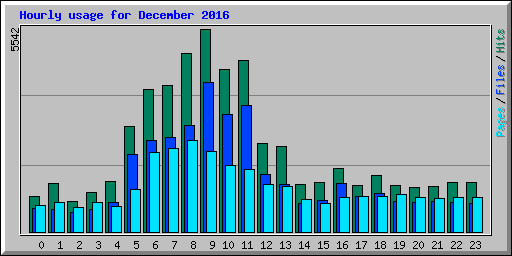 Hourly usage for December 2016
5542
Pages/Files/Hits
0 1 2 3 4 5 6 7 8 9 10 11 12 13 14 15 16 17 18 19 20 21 22 23